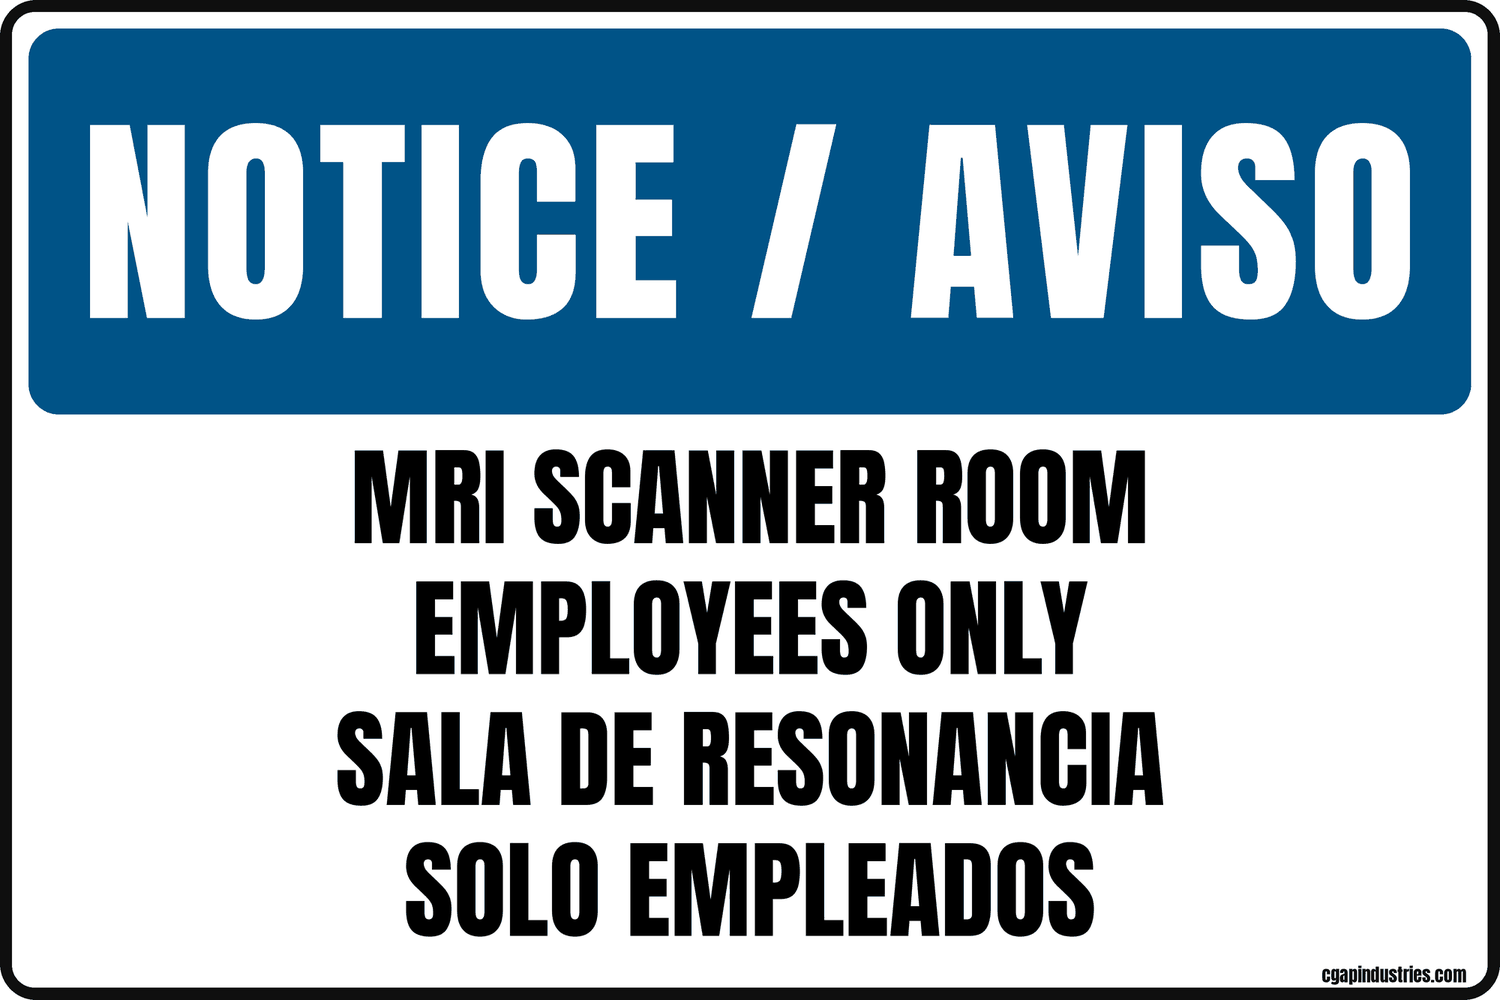 NOTICE / AVISO
MRI SCANNER ROOM
EMPLOYEES ONLY
SALA DE RESONANCIA
SOLO EMPLEADOS
cgapindustries.com